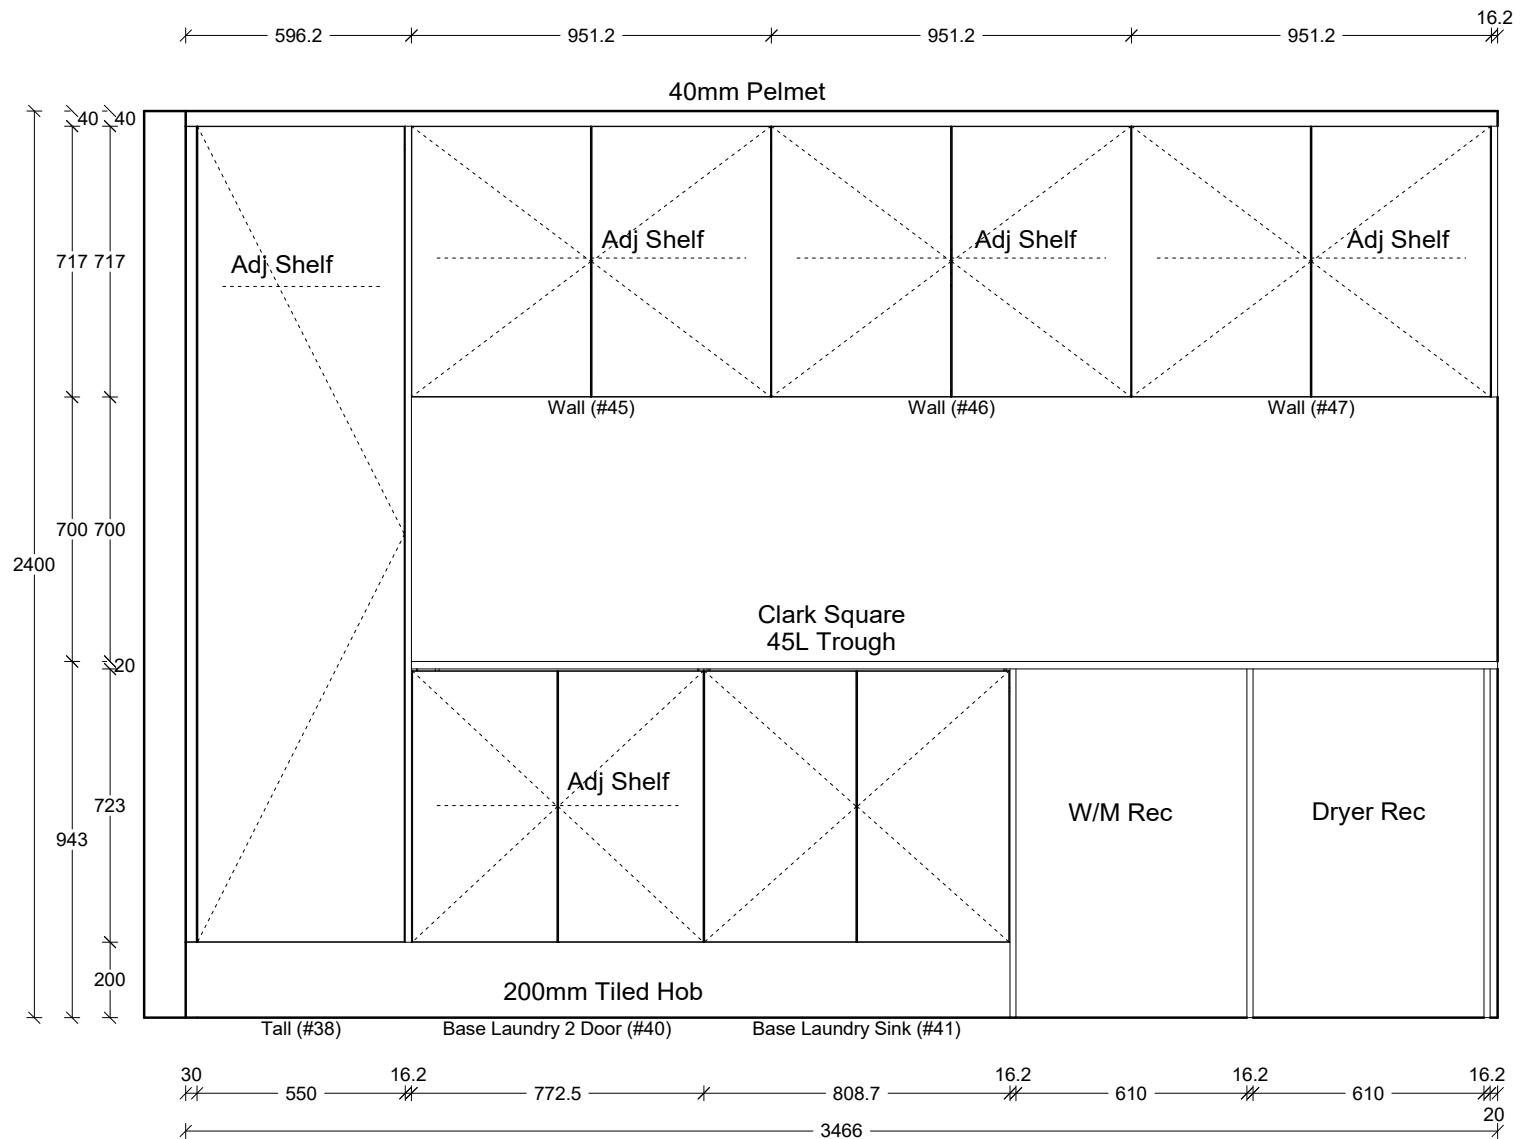 16.2
596.2
951.2
951.2
951.2
40mm Pelmet
40
40
Adj Shelf
Adj Shelf
Adj Shelf
Adj Shelf
717
717
Wall (#45)
Wall (#46)
Wall (#47)
700
700
2400
Clark Square
45L Trough
20
Adj Shelf
723
W/M Rec
Dryer Rec
943
200
200mm Tiled Hob
Tall (#38)
Base Laundry 2 Door (#40)
Base Laundry Sink (#41)
30
16.2
16.2
16.2
16.2
550
772.5
808.7
610
610
20
3466